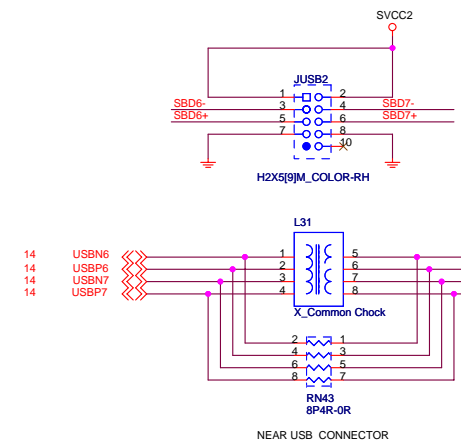 SVCC2
JUSB2
1 2
SBD6- 3 4 SBD7-
SBD6+ 5 6 SBD7+
7 8
10
H2X5[9]M_COLOR-RH
L31
14 USBN6 1 5
14 USBP6 2 6
14 USBN7 3 7
14 USBP7 4 8
X_Common Chock
2 1
4 3
6 5
8 7
RN43
8P4R-0R
NEAR USB CONNECTOR